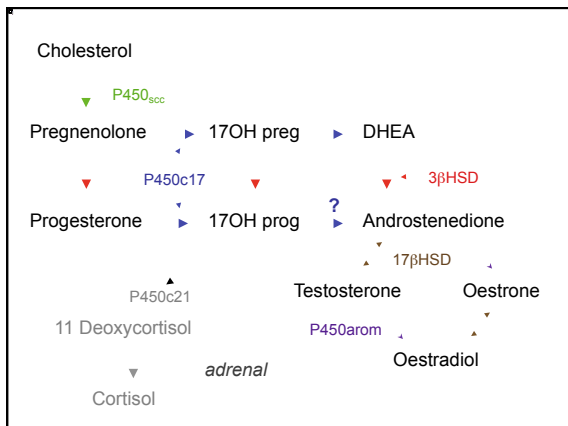 Cholesterol
P450scc
Pregnenolone 17OH preg DHEA
P450c17 3βHSD
?
Progesterone 17OH prog Androstenedione
17βHSD
P450c21 Testosterone Oestrone
11 Deoxycortisol P450arom
Oestradiol
adrenal
Cortisol